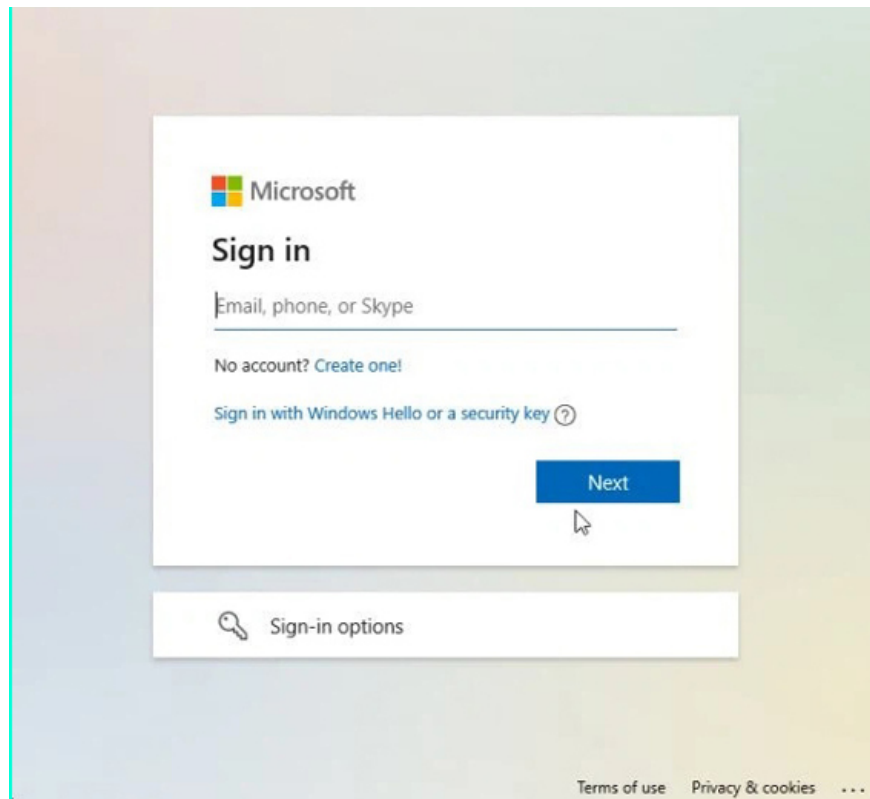 Microsoft
Sign in
Email, phone, or Skype
No account? Create one!
Sign in with Windows Hello or a security key ?
Next
Sign-in options
Terms of use Privacy & cookies ...